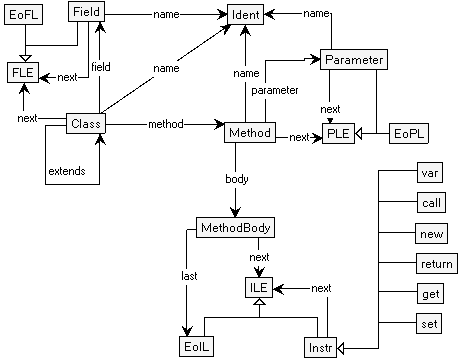 EoFL
Field
name
Ident
name
FLE
next
field
name
name
parameter
Parameter
next
next
Class
method
Method
next
PLE
EoPL
extends
body
var
call
MethodBody
new
last
next
return
ILE
next
get
set
EoIL
Instr